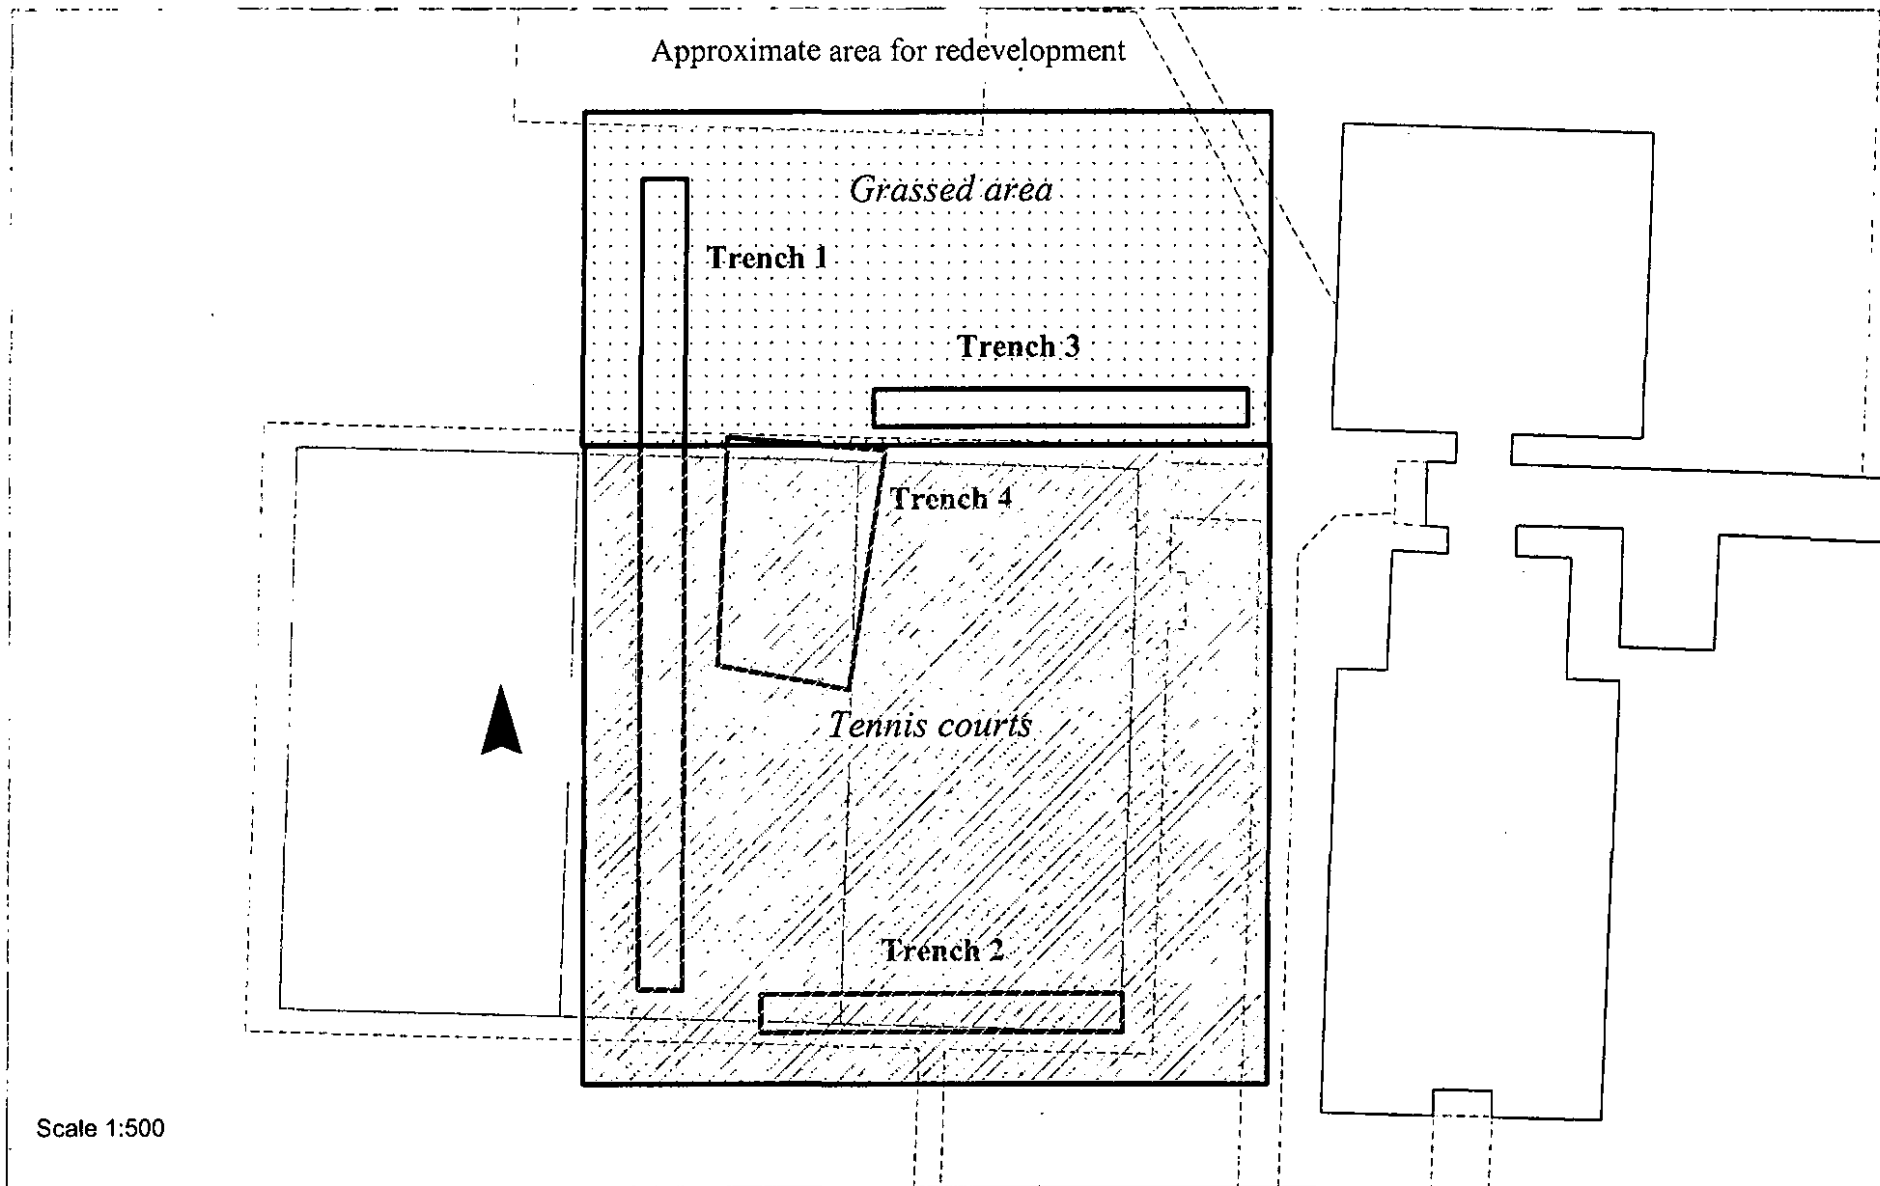 Approximate area for redevelopment
Grassed area
Trench 1
Trench 3
Trench 4
Tennis courts
Trench 2
Scale 1:500